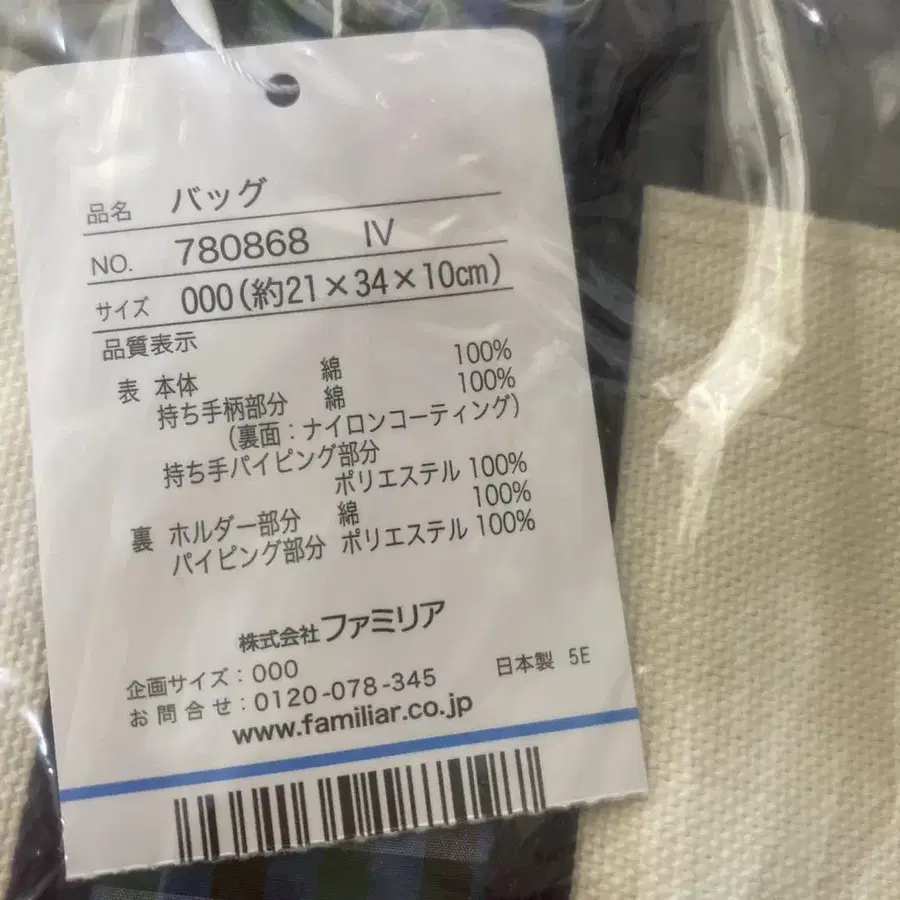 品名 バッグ
NO. 780868 IV
サイズ 000(約21×34×10cm)
品質表示
表 本体 綿 100%
持ち手柄部分 綿 100%
(裏面:ナイロンコーティング)
持ち手パイピング部分
ポリエステル 100%
裏 ホルダー部分 綿 100%
パイピング部分 ポリエステル 100%
株式会社ファミリア
企画サイズ:000 日本製 5E
お問合せ:0120-078-345
www.familiar.co.jp